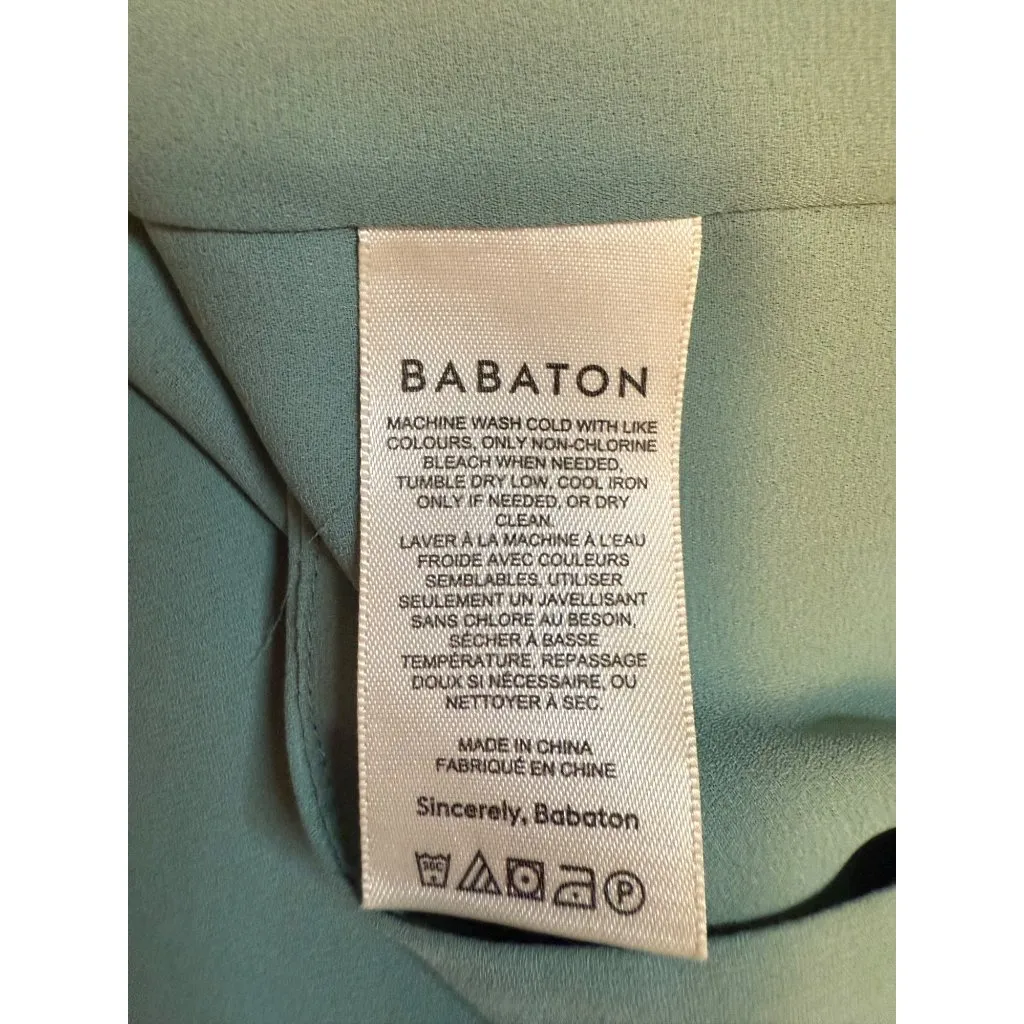 BABATON
MACHINE WASH COLD WITH LIKE
COLOURS, ONLY NON-CHLORINE
BLEACH WHEN NEEDED,
TUMBLE DRY LOW, COOL IRON
ONLY IF NEEDED, OR DRY
CLEAN.
LAVER À LA MACHINE À L'EAU
FROIDE AVEC COULEURS
SEMBLABLES, UTILISER
SEULEMENT UN JAVELLISANT
SANS CHLORE AU BESOIN,
SÉCHER À BASSE
TEMPÉRATURE, REPASSAGE
DOUX SI NÉCESSAIRE, OU
NETTOYER À SEC.
MADE IN CHINA
FABRIQUÉ EN CHINE
Sincerely, Babaton
30C P